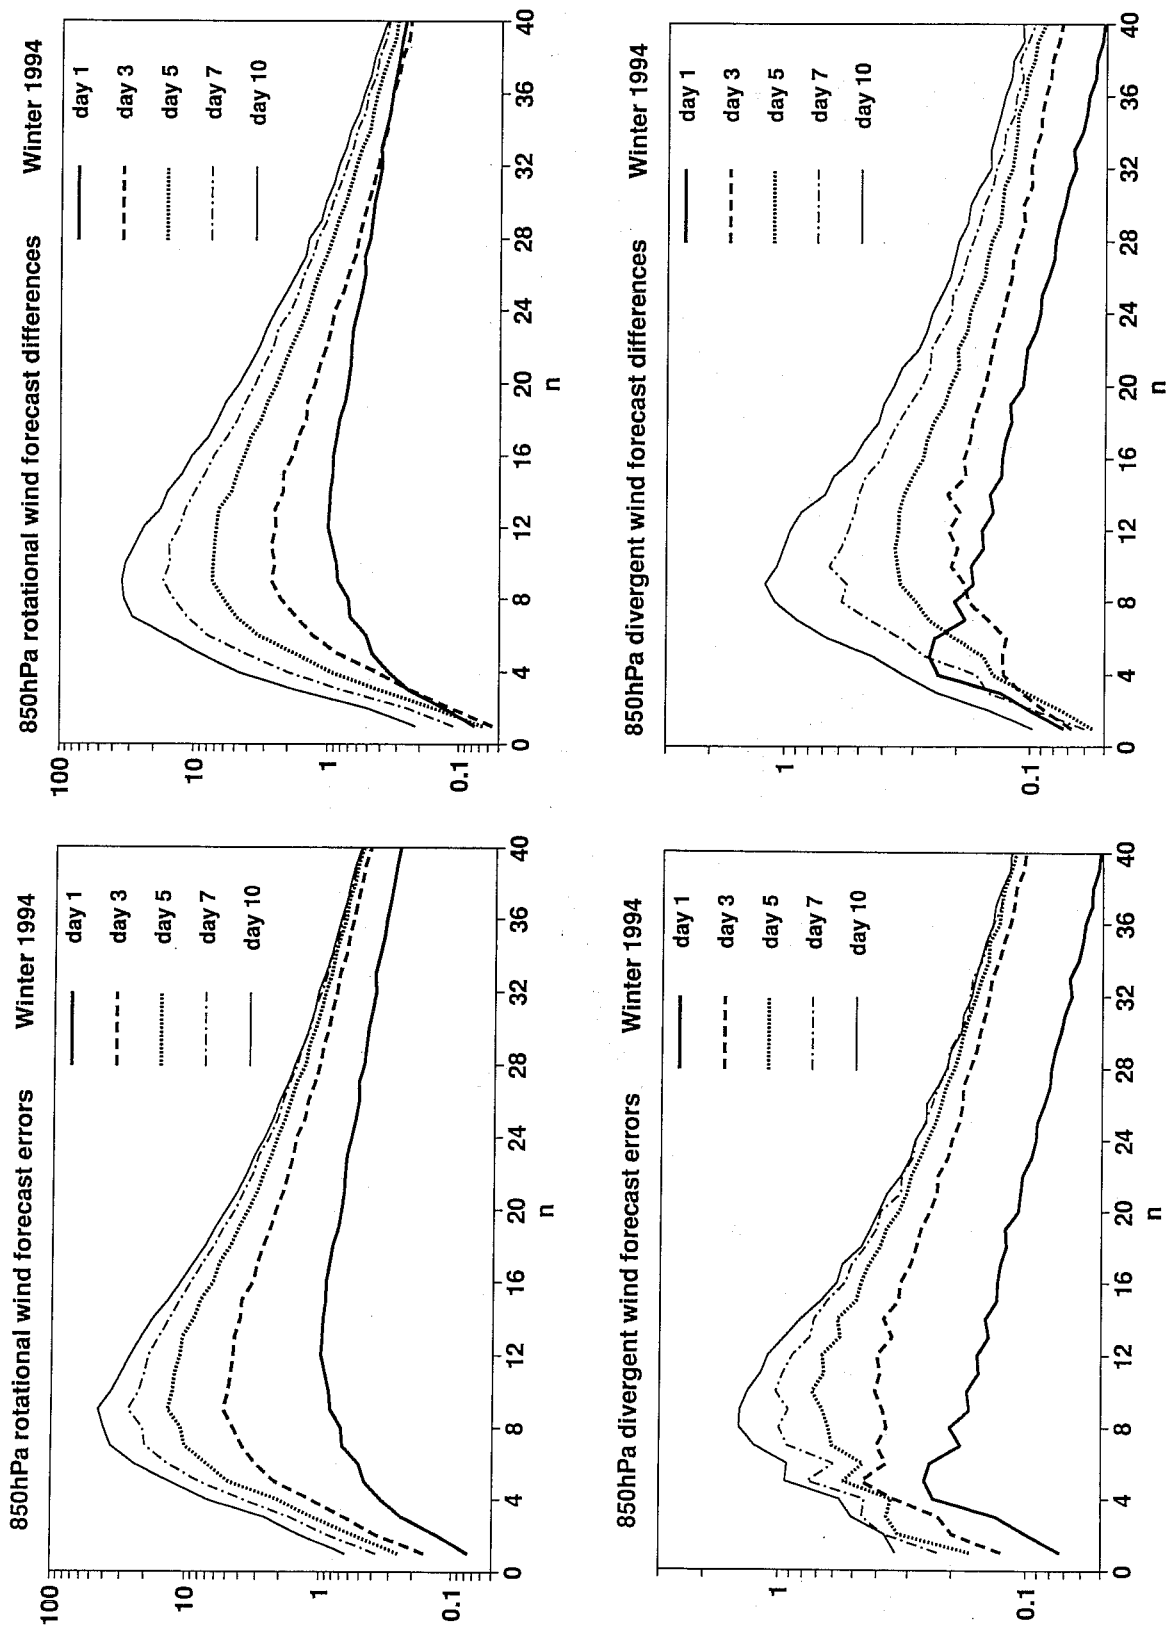 850hPa rotational wind forecast errors Winter 1994
100
10
1
0.1
day 1
day 3
day 5
day 7
day 10
0 4 8 12 16 20 24 28 32 36 40
n
850hPa rotational wind forecast differences Winter 1994
100
10
1
0.1
day 1
day 3
day 5
day 7
day 10
0 4 8 12 16 20 24 28 32 36 40
n
850hPa divergent wind forecast errors Winter 1994
1
0.1
day 1
day 3
day 5
day 7
day 10
0 4 8 12 16 20 24 28 32 36 40
n
850hPa divergent wind forecast differences Winter 1994
1
0.1
day 1
day 3
day 5
day 7
day 10
0 4 8 12 16 20 24 28 32 36 40
n